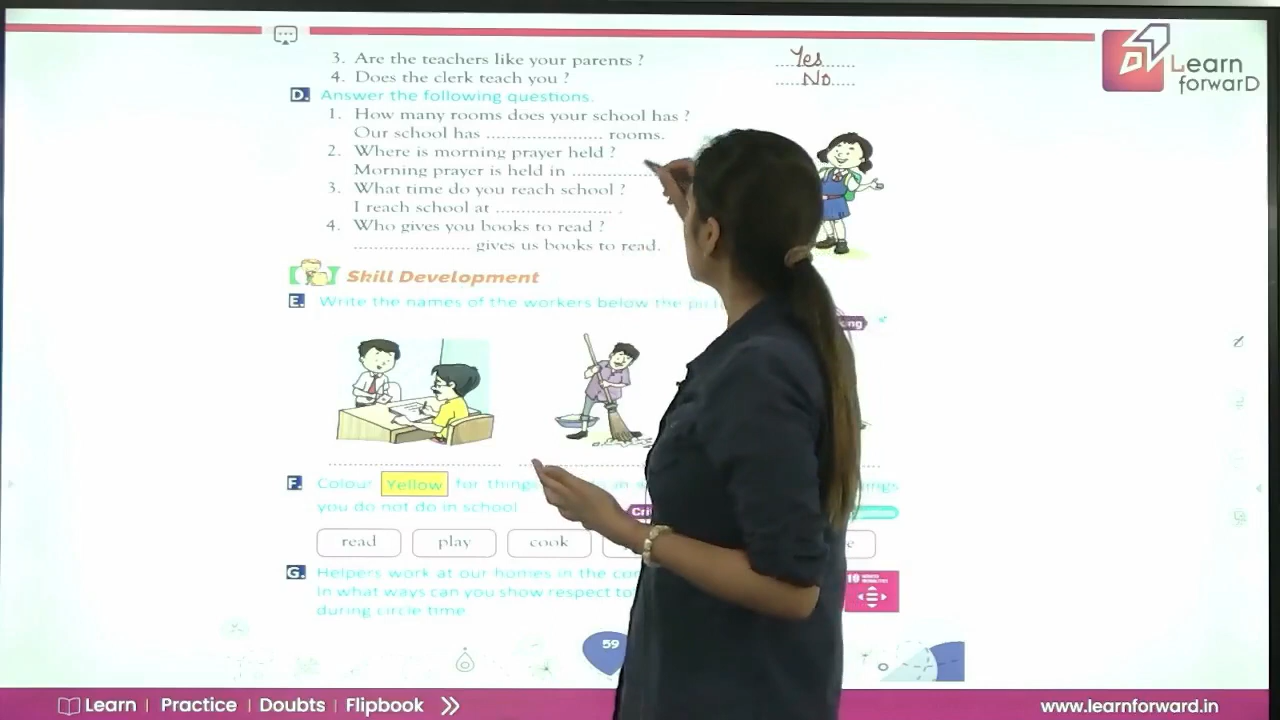 Learn
forwarD
3. Are the teachers like your parents ? Yes
4. Does the clerk teach you ? No
D. Answer the following questions.
1. How many rooms does your school has ?
Our school has .................... rooms.
2. Where is morning prayer held ?
Morning prayer is held in ..............
3. What time do you reach school ?
I reach school at .................... .
4. Who gives you books to read ?
.................... gives us books to read.
Skill Development
E. Write the names of the workers below the
F. Colour Yellow for
you do not do in school
read play cook
G. Helpers work at our homes in the
In what ways can you show respect to
during circle time
10
59
Learn | Practice | Doubts | Flipbook
www.learnforward.in